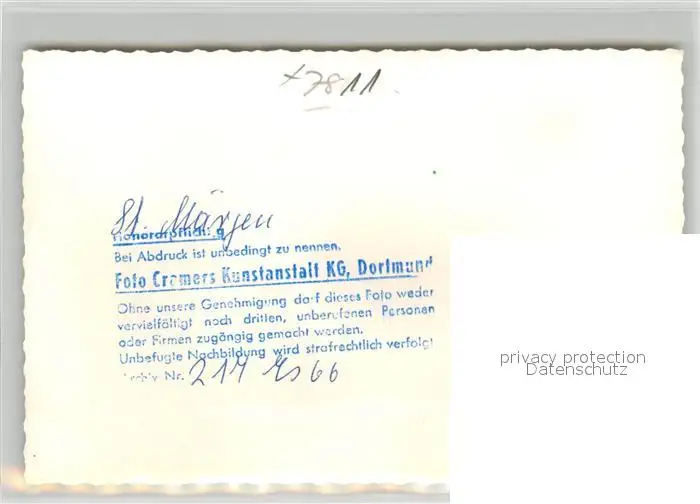 +7811
St. Märgen
Honorarpflichtig
Bei Abdruck ist unbedingt zu nennen.
Foto Cramers Kunstanstalt KG, Dortmund
Ohne unsere Genehmigung darf dieses Foto weder
vervielfältigt noch dritten, unberufenen Personen
oder Firmen zugängig gemacht werden.
Unbefugte Nachbildung wird strafrechtlich verfolgt
Archiv Nr. 217 Es 66
privacy protection
Datenschutz